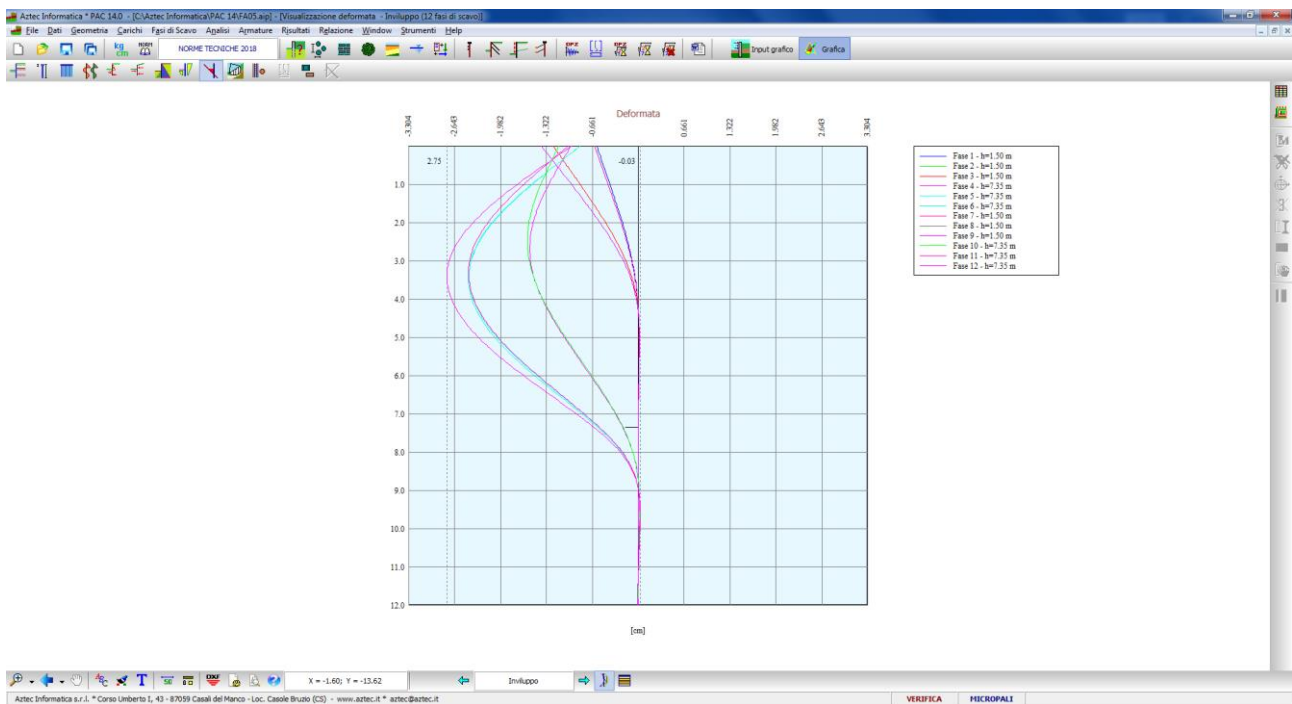 Aztec Informatica * PAC 14.0 - [C:\Aztec Informatica\PAC 14\FA05.aip] - [Visualizzazione deformata - Inviluppo (12 fasi di scavo)]
File Dati Geometria Carichi Fasi di Scavo Analisi Armature Risultati Relazione Window Strumenti Help
kg cm NORM NORME TECNICHE 2018 Input grafico Grafica
Deformata
-3.304 -2.643 -1.982 -1.322 -0.661 0.661 1.322 1.982 2.643 3.304
2.75 -0.03
1.0
2.0
3.0
4.0
5.0
6.0
7.0
8.0
9.0
10.0
11.0
12.0
[cm]
Fase 1 - h=1.50 m
Fase 2 - h=1.50 m
Fase 3 - h=1.50 m
Fase 4 - h=7.35 m
Fase 5 - h=7.35 m
Fase 6 - h=7.35 m
Fase 7 - h=1.50 m
Fase 8 - h=1.50 m
Fase 9 - h=1.50 m
Fase 10 - h=7.35 m
Fase 11 - h=7.35 m
Fase 12 - h=7.35 m
X = -1.60; Y = -13.62 Inviluppo
Aztec Informatica s.r.l. * Corso Umberto I, 43 - 87059 Casali del Manco - Loc. Casole Bruzio (CS) - www.aztec.it * aztec@aztec.it VERIFICA MICROPALI